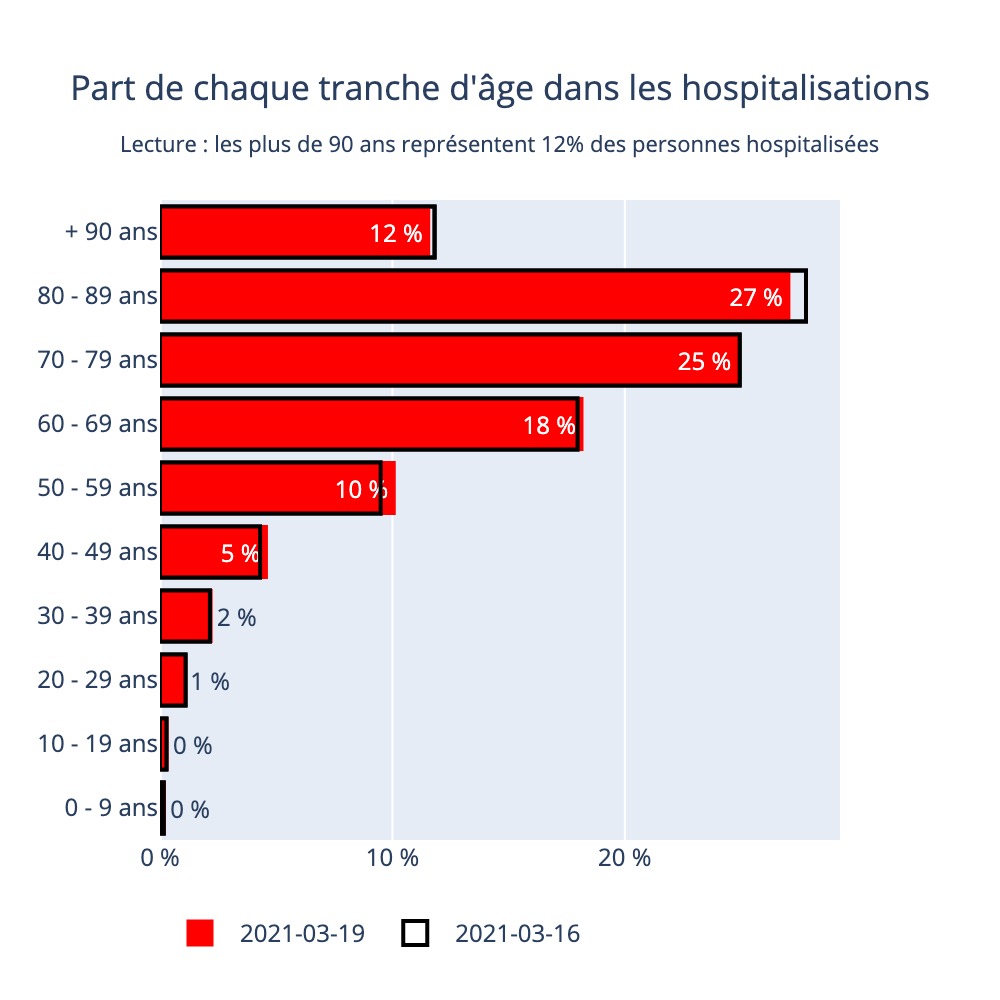 Part de chaque tranche d'âge dans les hospitalisations
Lecture : les plus de 90 ans représentent 12% des personnes hospitalisées
+ 90 ans 12 %
80 - 89 ans 27 %
70 - 79 ans 25 %
60 - 69 ans 18 %
50 - 59 ans 10 %
40 - 49 ans 5 %
30 - 39 ans 2 %
20 - 29 ans 1 %
10 - 19 ans 0 %
0 - 9 ans 0 %
0 % 10 % 20 %
2021-03-19 2021-03-16